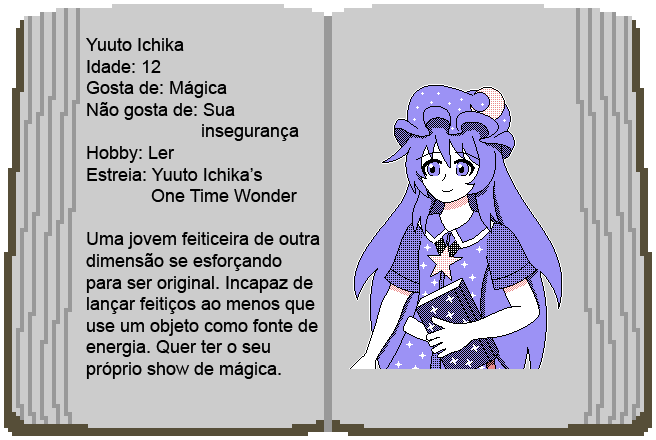 Yuuto Ichika
Idade: 12
Gosta de: Mágica
Não gosta de: Sua
insegurança
Hobby: Ler
Estreia: Yuuto Ichika's
One Time Wonder
Uma jovem feiticeira de outra
dimensão se esforçando
para ser original. Incapaz de
lançar feitiços ao menos que
use um objeto como fonte de
energia. Quer ter o seu
próprio show de mágica.